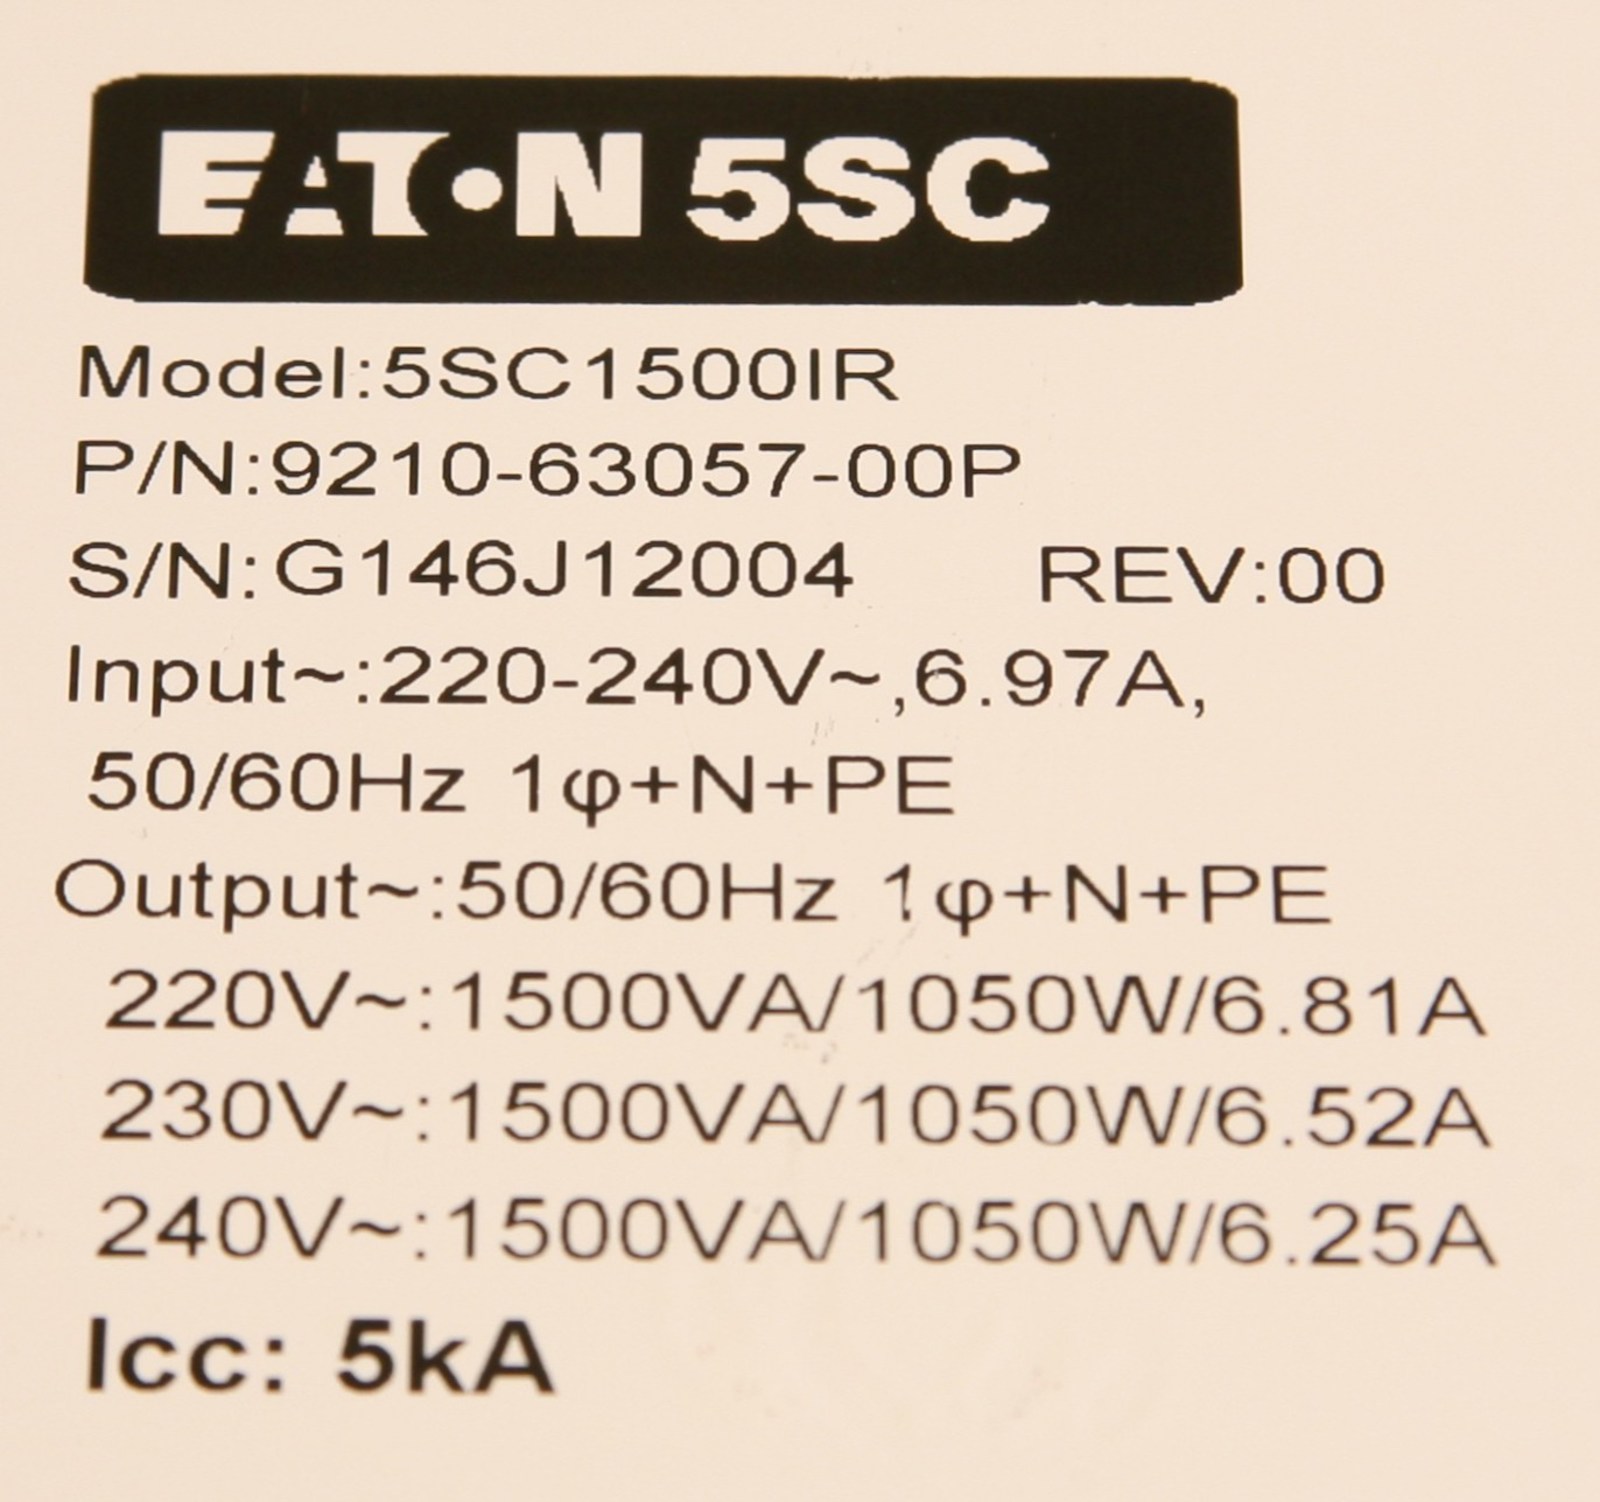 EATON 5SC
Model:5SC1500IR
P/N:9210-63057-00P
S/N:G146J12004 REV:00
Input~:220-240V~,6.97A,
50/60Hz 1φ+N+PE
Output~:50/60Hz 1φ+N+PE
220V~:1500VA/1050W/6.81A
230V~:1500VA/1050W/6.52A
240V~:1500VA/1050W/6.25A
Icc: 5kA